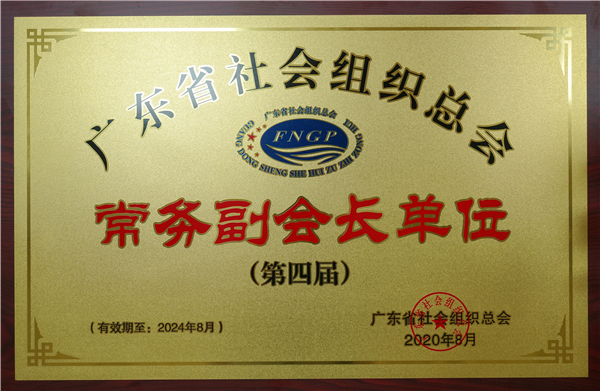 广东省社会组织总会
广东省社会组织总会
FNGP
GUANG DONG SHENG SHE HUI ZU ZHI ZONG HUI
常务副会长单位
(第四届)
(有效期至：2024年8月)
广东省社会组织总会
2020年8月